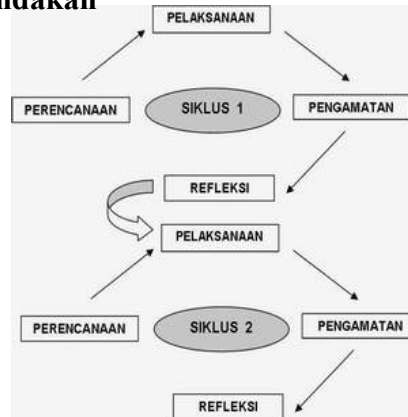 PELAKSANAAN
PERENCANAAN SIKLUS 1 PENGAMATAN
REFLEKSI
PELAKSANAAN
PERENCANAAN SIKLUS 2 PENGAMATAN
REFLEKSI